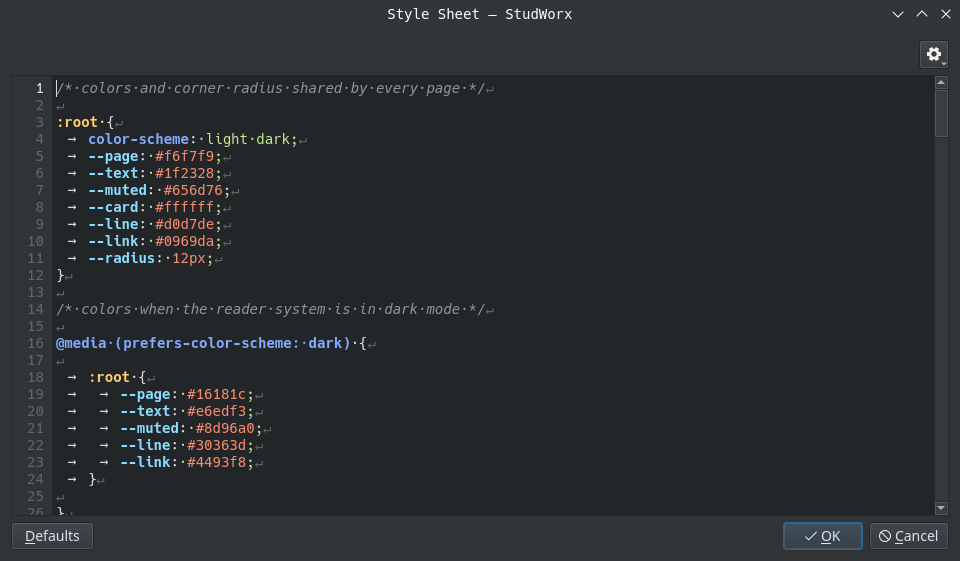 Style Sheet — StudWorx
1 /* colors and corner radius shared by every page */
2
3 :root {
4 color-scheme: light dark;
5 --page: #f6f7f9;
6 --text: #1f2328;
7 --muted: #656d76;
8 --card: #ffffff;
9 --line: #d0d7de;
10 --link: #0969da;
11 --radius: 12px;
12 }
13
14 /* colors when the reader system is in dark mode */
15
16 @media (prefers-color-scheme: dark) {
17
18 :root {
19 --page: #16181c;
20 --text: #e6edf3;
21 --muted: #8d96a0;
22 --line: #30363d;
23 --link: #4493f8;
24 }
25
26 }
Defaults
OK
Cancel